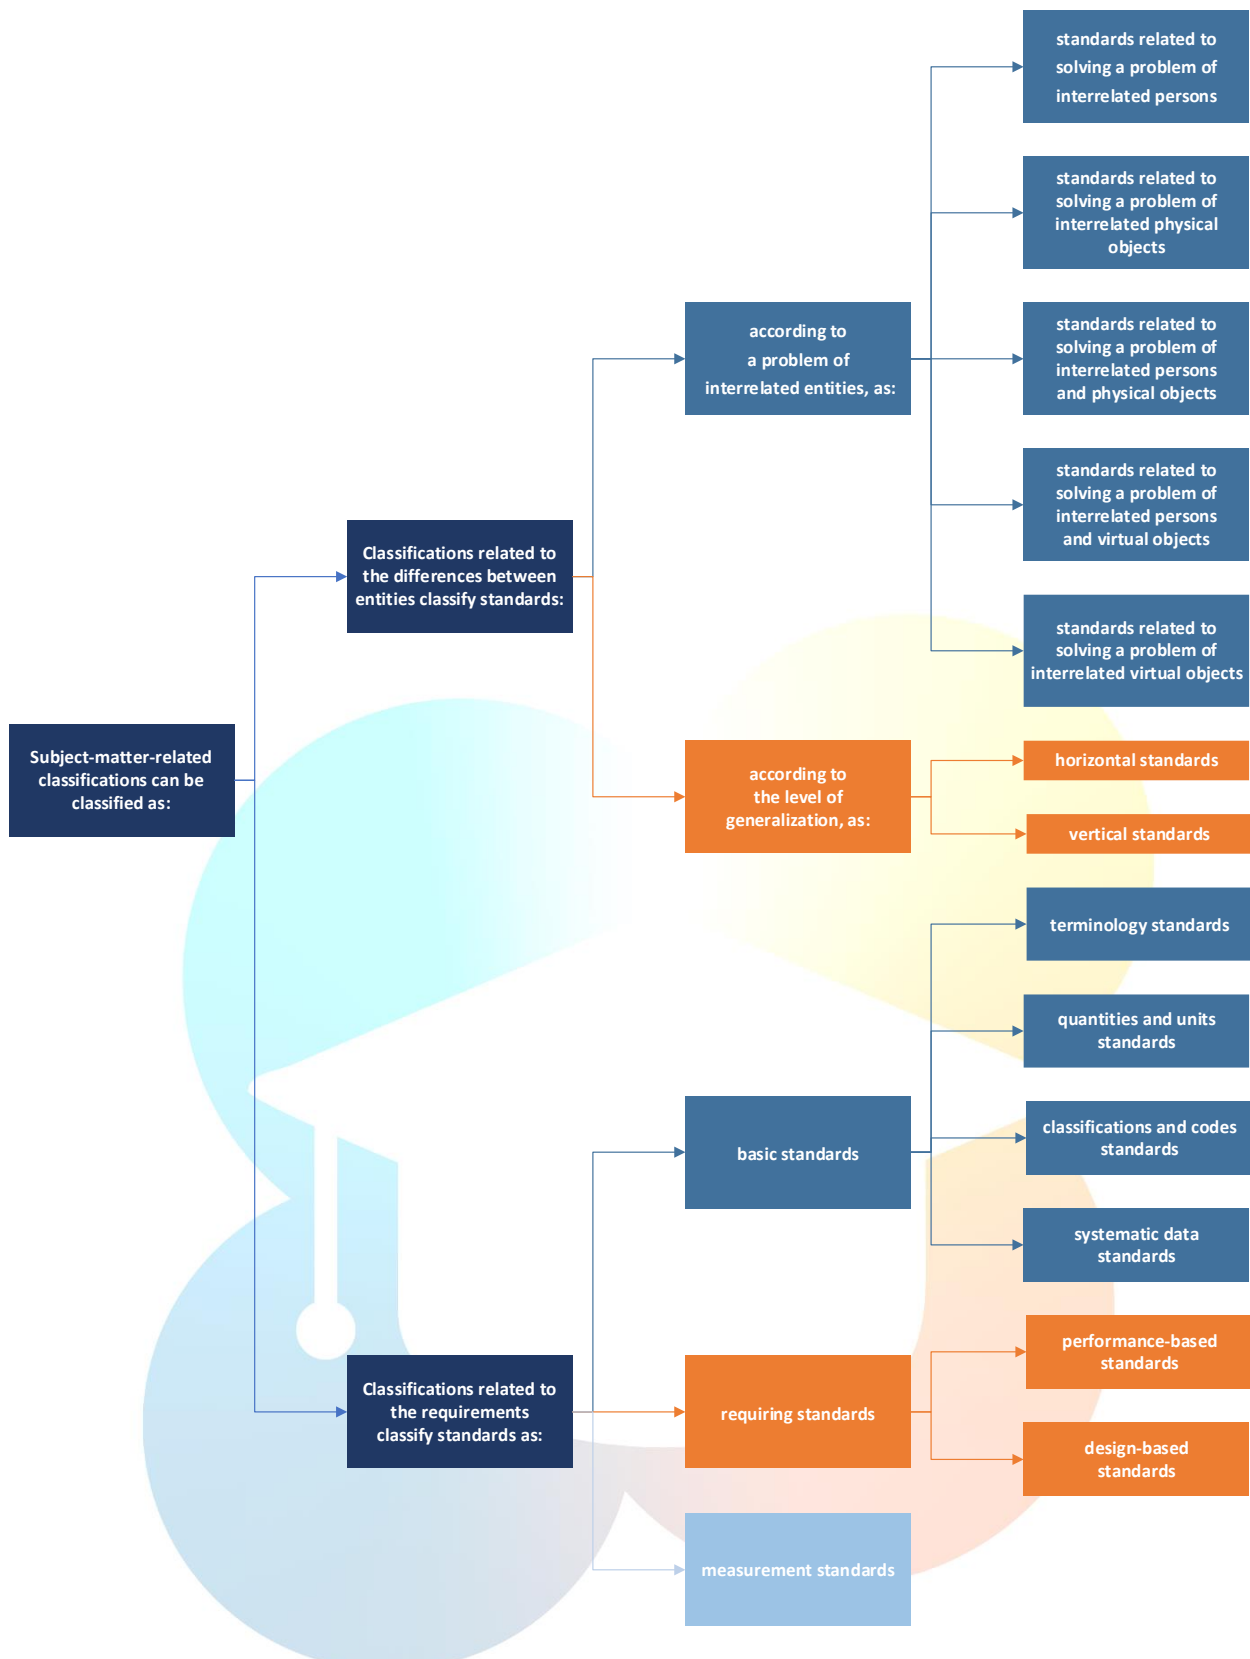 Subject-matter-related
classifications can be
classified as:
Classifications related to
the differences between
entities classify standards:
according to
a problem of
interrelated entities, as:
standards related to
solving a problem of
interrelated persons
standards related to
solving a problem of
interrelated physical
objects
standards related to
solving a problem of
interrelated persons
and physical objects
standards related to
solving a problem of
interrelated persons
and virtual objects
standards related to
solving a problem of
interrelated virtual objects
according to
the level of
generalization, as:
horizontal standards
vertical standards
Classifications related to
the requirements
classify standards as:
basic standards
terminology standards
quantities and units
standards
classifications and codes
standards
systematic data
standards
requiring standards
performance-based
standards
design-based
standards
measurement standards